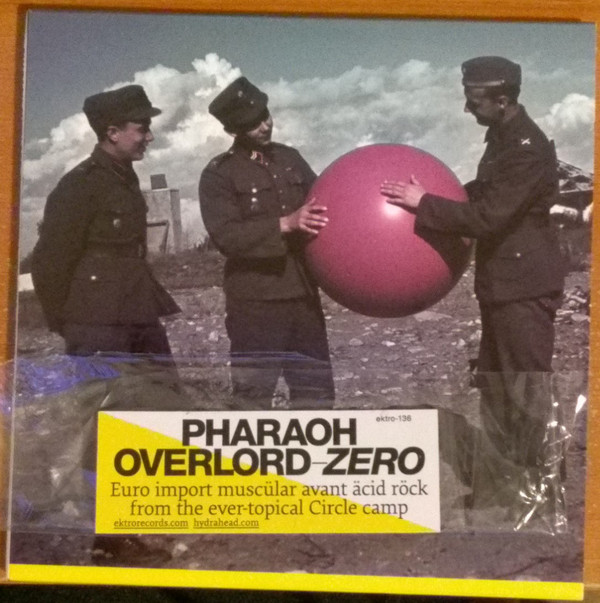 ektro-136
PHARAOH
OVERLORD–ZERO
Euro import muscülar avant äcid röck
from the ever-topical Circle camp
ektrorecords.com hydrahead.com